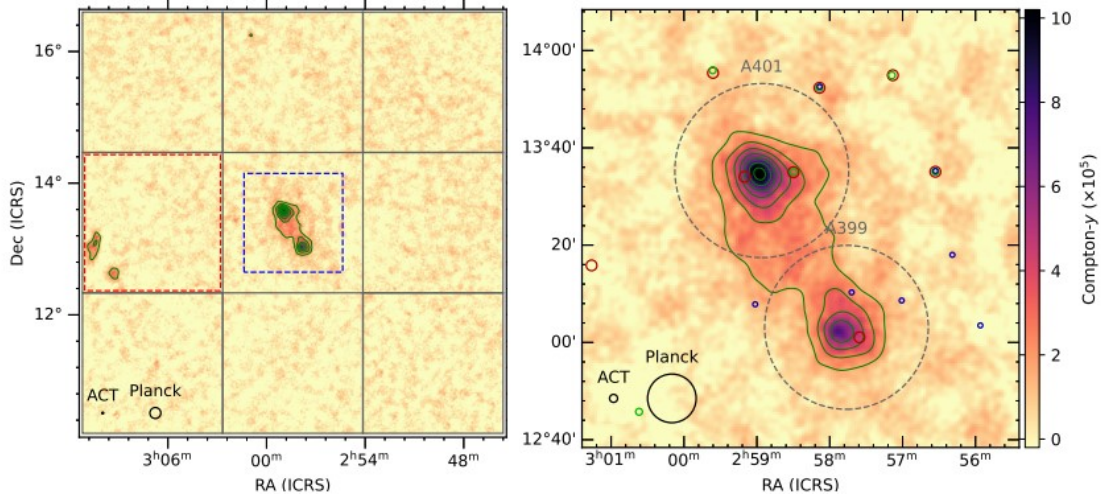 16°
14°
12°
Dec (ICRS)
ACT
Planck
3ʰ06ᵐ
00ᵐ
2ʰ54ᵐ
48ᵐ
RA (ICRS)
14°00'
13°40'
20'
00'
12°40'
A401
A399
Planck
ACT
3ʰ01ᵐ
00ᵐ
2ʰ59ᵐ
58ᵐ
57ᵐ
56ᵐ
RA (ICRS)
10
8
6
4
2
0
Compton-y (×10⁵)